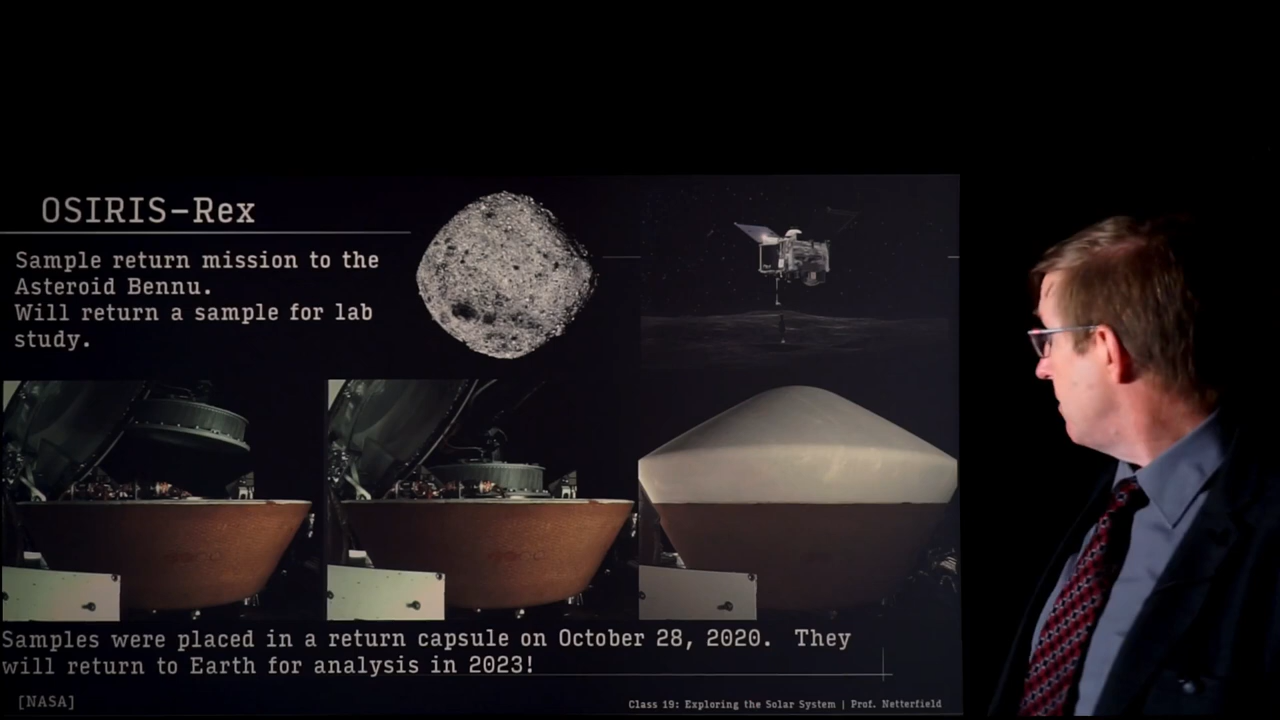 OSIRIS-Rex
Sample return mission to the
Asteroid Bennu.
Will return a sample for lab
study.
Samples were placed in a return capsule on October 28, 2020. They
will return to Earth for analysis in 2023!
[NASA]
Class 19: Exploring the Solar System | Prof. Netterfield